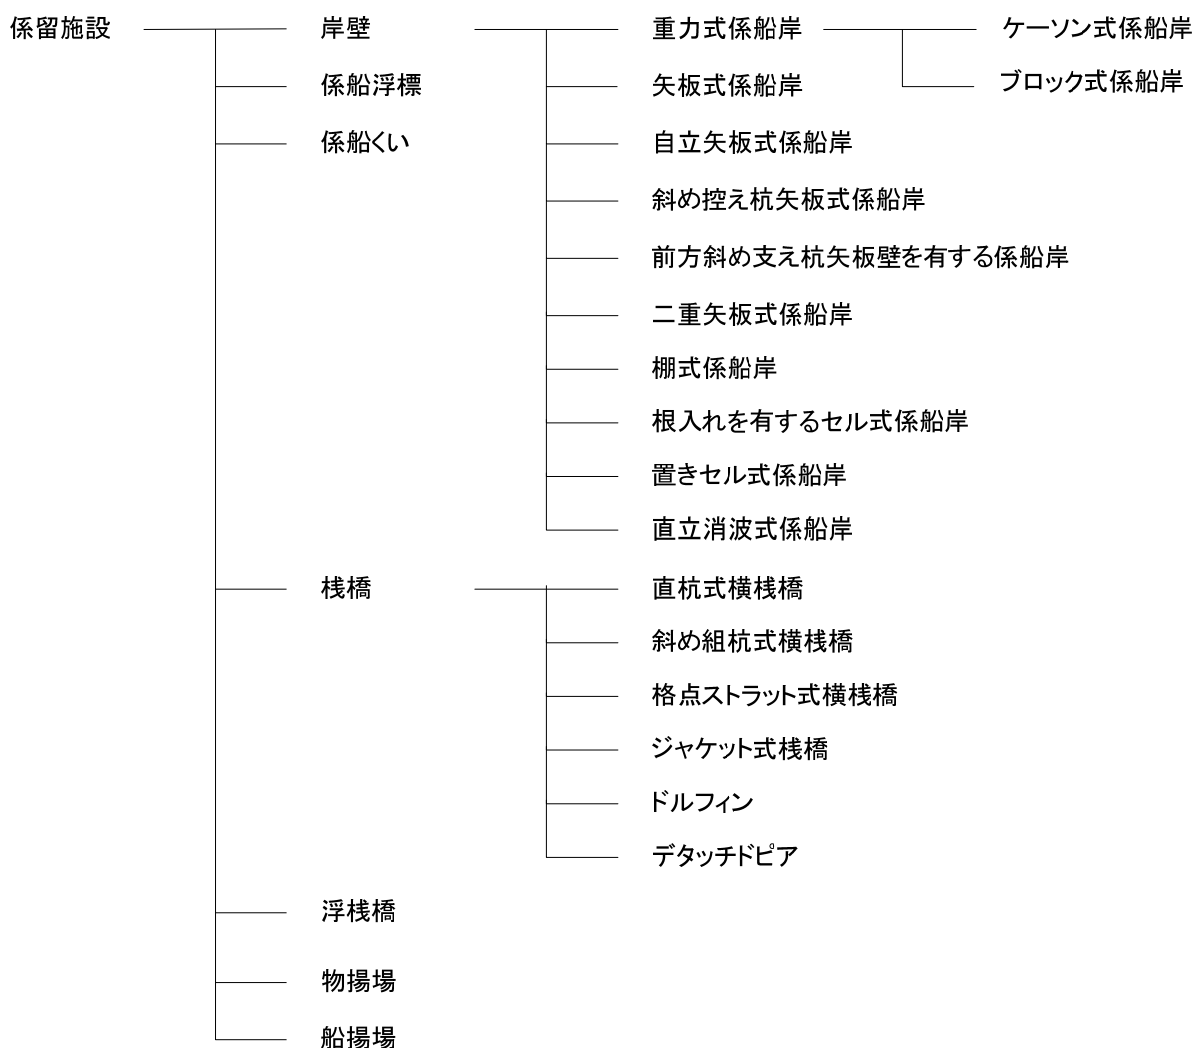 係留施設 岸壁 重力式係船岸 ケーソン式係船岸
係船浮標 矢板式係船岸 ブロック式係船岸
係船くい 自立矢板式係船岸
斜め控え杭矢板式係船岸
前方斜め支え杭矢板壁を有する係船岸
二重矢板式係船岸
棚式係船岸
根入れを有するセル式係船岸
置きセル式係船岸
直立消波式係船岸
桟橋 直杭式横桟橋
斜め組杭式横桟橋
格点ストラット式横桟橋
ジャケット式桟橋
ドルフィン
デタッチドピア
浮桟橋
物揚場
船揚場